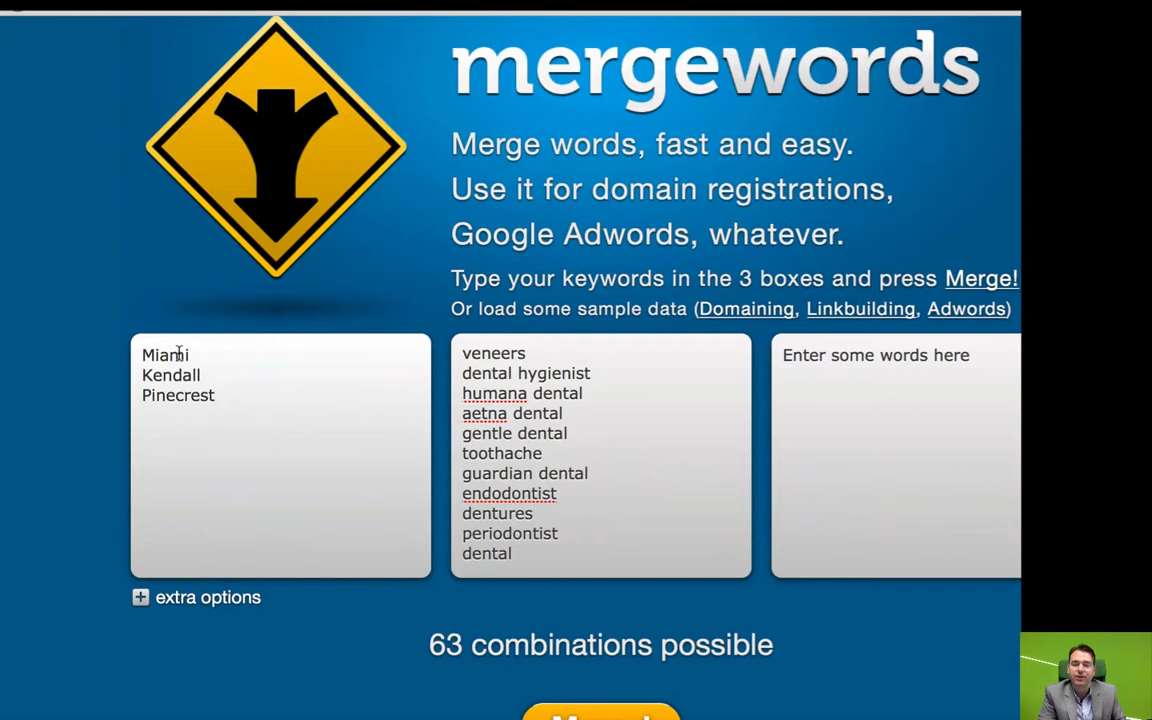 mergewords
Merge words, fast and easy.
Use it for domain registrations,
Google Adwords, whatever.
Type your keywords in the 3 boxes and press Merge!
Or load some sample data (Domaining, Linkbuilding, Adwords)
Miami
Kendall
Pinecrest
veneers
dental hygienist
humana dental
aetna dental
gentle dental
toothache
guardian dental
endodontist
dentures
periodontist
dental
Enter some words here
extra options
63 combinations possible